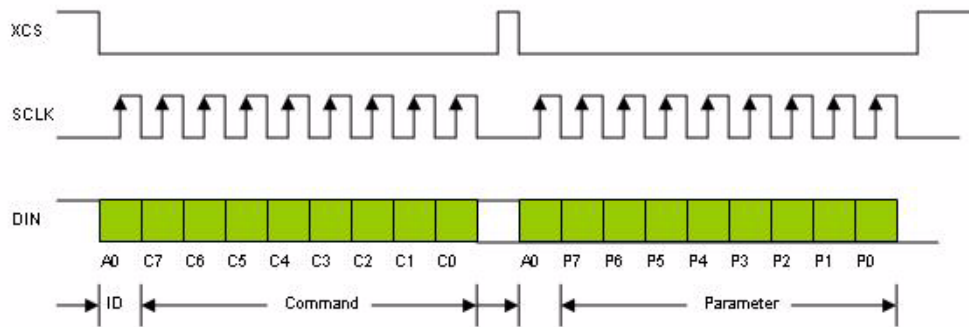 XCS
SCLK
DIN
A0 C7 C6 C5 C4 C3 C2 C1 C0 A0 P7 P6 P5 P4 P3 P2 P1 P0
ID Command Parameter